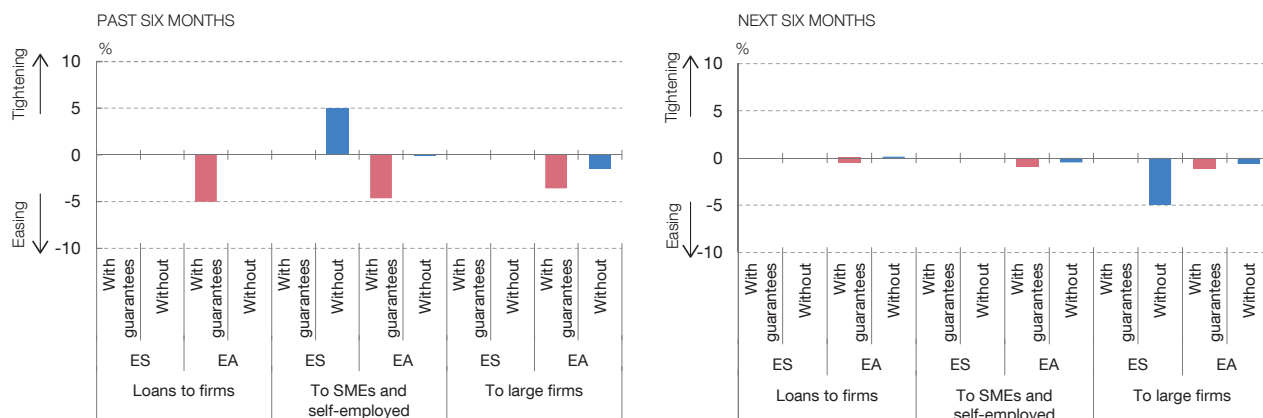 PAST SIX MONTHS
%
Tightening
Easing
10
5
0
-5
-10
With guarantees
Without
With guarantees
Without
With guarantees
Without
With guarantees
Without
With guarantees
Without
With guarantees
Without
ES
EA
ES
EA
ES
EA
Loans to firms
To SMEs and
self-employed
To large firms
NEXT SIX MONTHS
%
Tightening
Easing
10
5
0
-5
-10
With guarantees
Without
With guarantees
Without
With guarantees
Without
With guarantees
Without
With guarantees
Without
With guarantees
Without
ES
EA
ES
EA
ES
EA
Loans to firms
To SMEs and
self-employed
To large firms